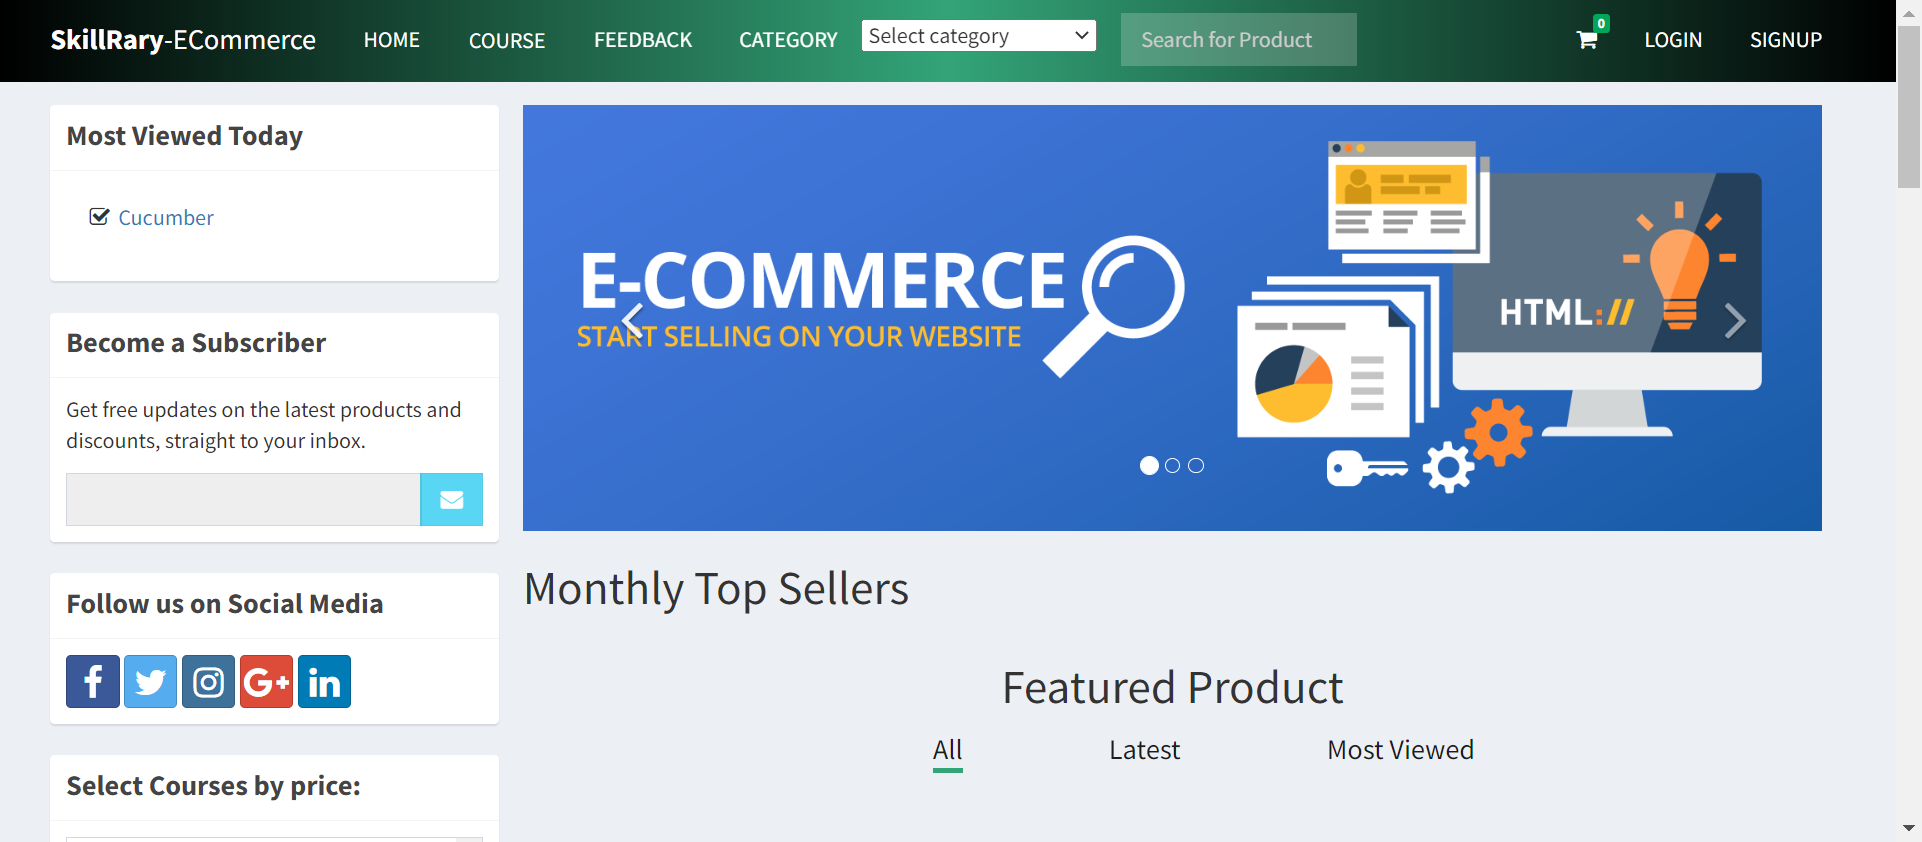 SkillRary-ECommerce
HOME
COURSE
FEEDBACK
CATEGORY
Select category
Search for Product
0
LOGIN
SIGNUP
Most Viewed Today
Cucumber
Become a Subscriber
Get free updates on the latest products and
discounts, straight to your inbox.
Follow us on Social Media
f
G+
in
Select Courses by price:
E-COMMERCE
START SELLING ON YOUR WEBSITE
HTML://
Monthly Top Sellers
Featured Product
All
Latest
Most Viewed